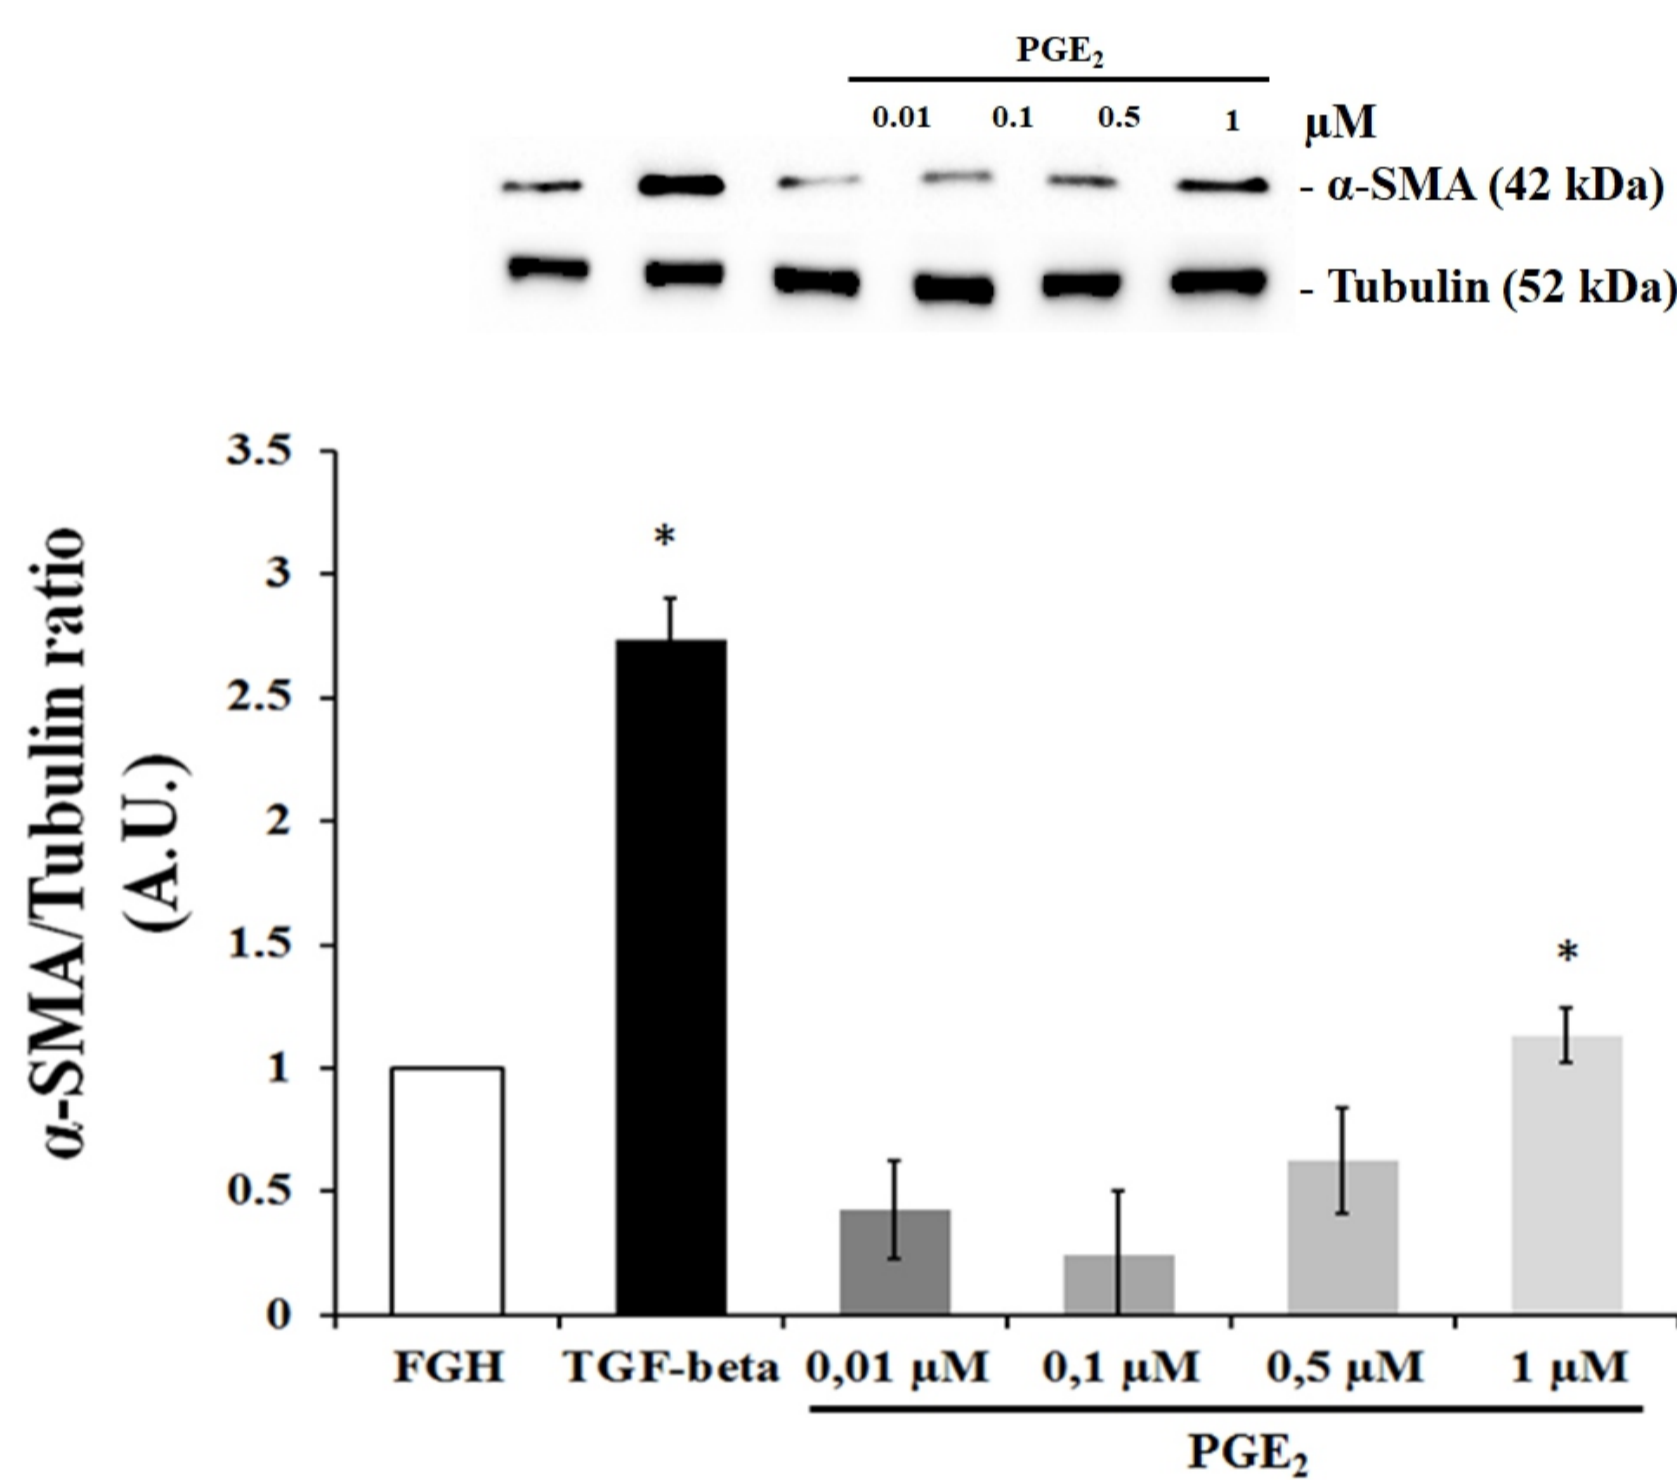 PGE₂
0.01 0.1 0.5 1 μM
- α-SMA (42 kDa)
- Tubulin (52 kDa)
α-SMA/Tubulin ratio
(A.U.)
3.5
3
2.5
2
1.5
1
0.5
0
*
*
FGH TGF-beta 0,01 μM 0,1 μM 0,5 μM 1 μM
PGE₂